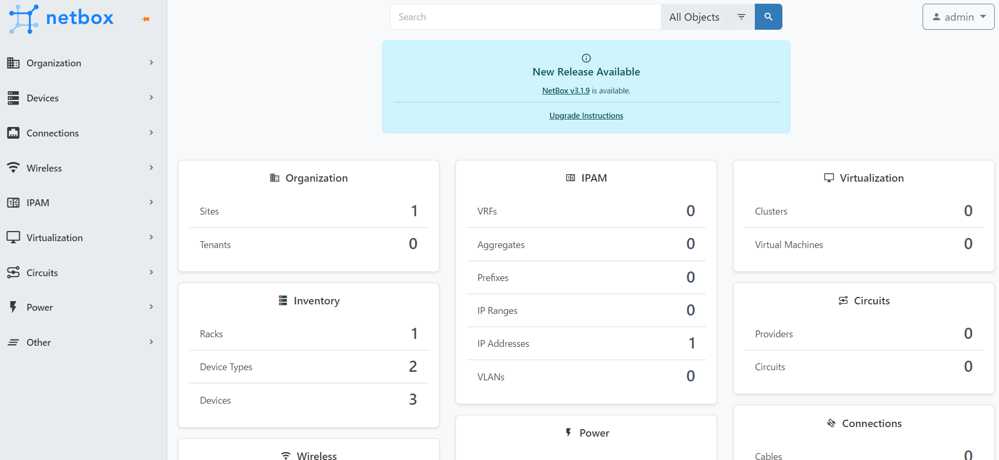 netbox
Organization
Devices
Connections
Wireless
IPAM
Virtualization
Circuits
Power
Other
Search
All Objects
admin
New Release Available
NetBox v3.1.9 is available.
Upgrade Instructions
Organization
Sites 1
Tenants 0
Inventory
Racks 1
Device Types 2
Devices 3
Wireless
IPAM
VRFs 0
Aggregates 0
Prefixes 0
IP Ranges 0
IP Addresses 1
VLANs 0
Power
Virtualization
Clusters 0
Virtual Machines 0
Circuits
Providers 0
Circuits 0
Connections
Cables 0